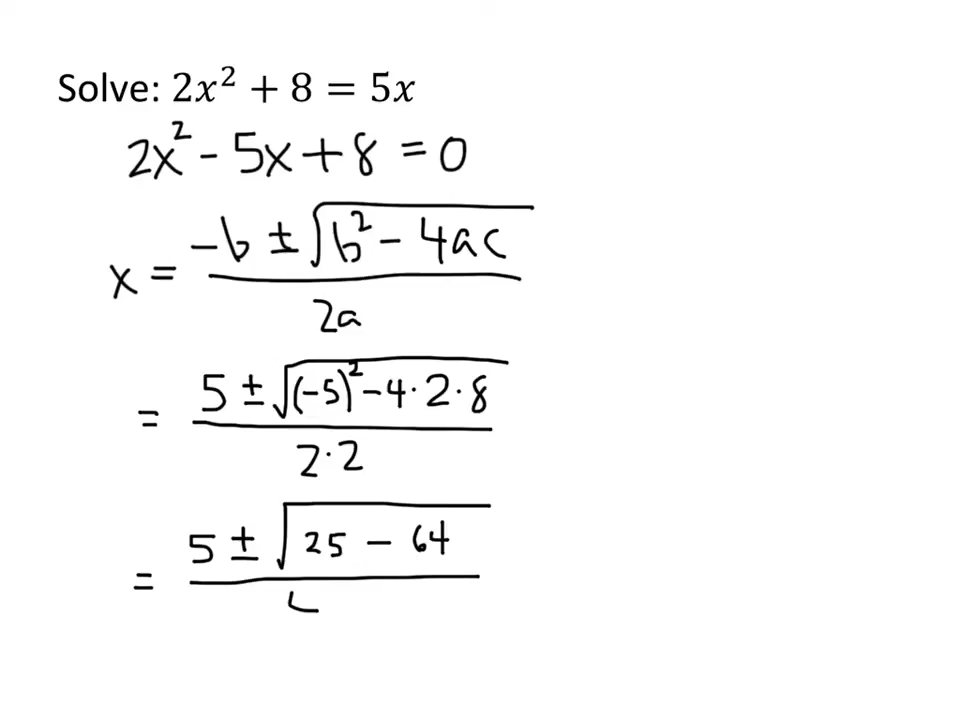 Solve: 2x² + 8 = 5x
2x² - 5x + 8 = 0
x = (-b ± √(b² - 4ac)) / 2a
= (5 ± √((-5)² - 4·2·8)) / 2·2
= (5 ± √(25 - 64)) /